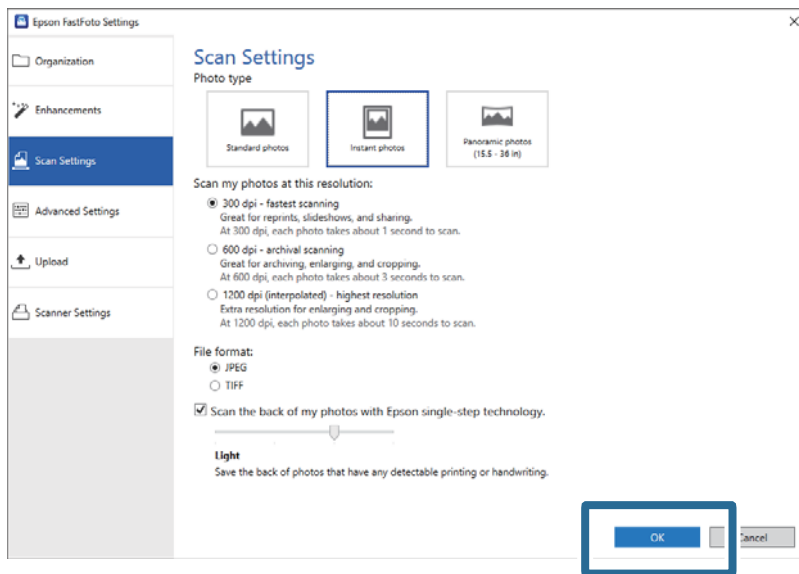 Epson FastFoto Settings
Organization
Enhancements
Scan Settings
Advanced Settings
Upload
Scanner Settings
Scan Settings
Photo type
Standard photos
Instant photos
Panoramic photos
(15.5 - 36 in)
Scan my photos at this resolution:
300 dpi - fastest scanning
Great for reprints, slideshows, and sharing.
At 300 dpi, each photo takes about 1 second to scan.
600 dpi - archival scanning
Great for archiving, enlarging, and cropping.
At 600 dpi, each photo takes about 3 seconds to scan.
1200 dpi (interpolated) - highest resolution
Extra resolution for enlarging and cropping.
At 1200 dpi, each photo takes about 10 seconds to scan.
File format:
JPEG
TIFF
Scan the back of my photos with Epson single-step technology.
Light
Save the back of photos that have any detectable printing or handwriting.
OK
ancel